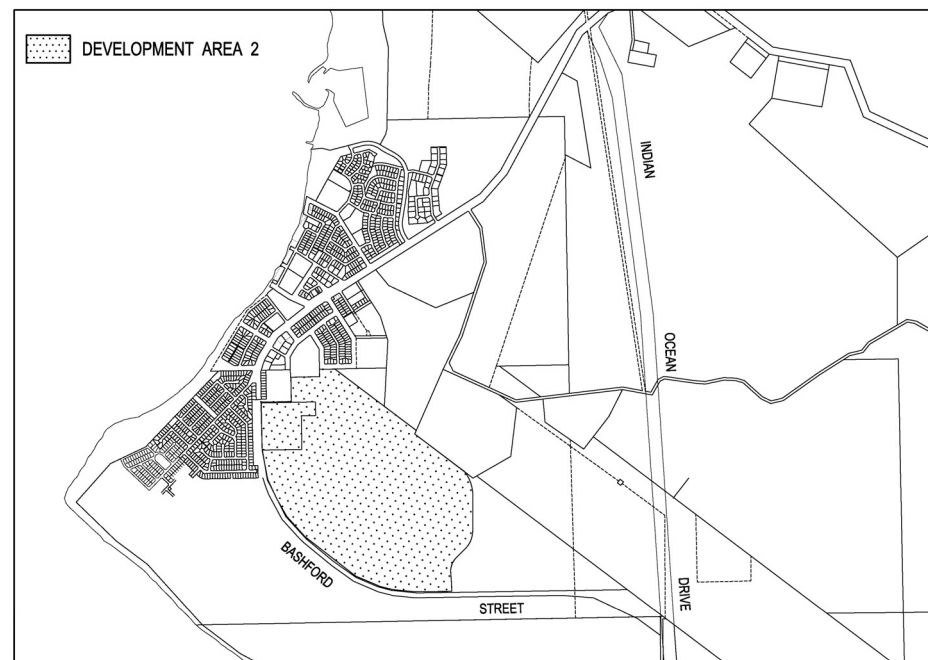 DEVELOPMENT AREA 2
INDIAN
OCEAN
DRIVE
BASHFORD
STREET